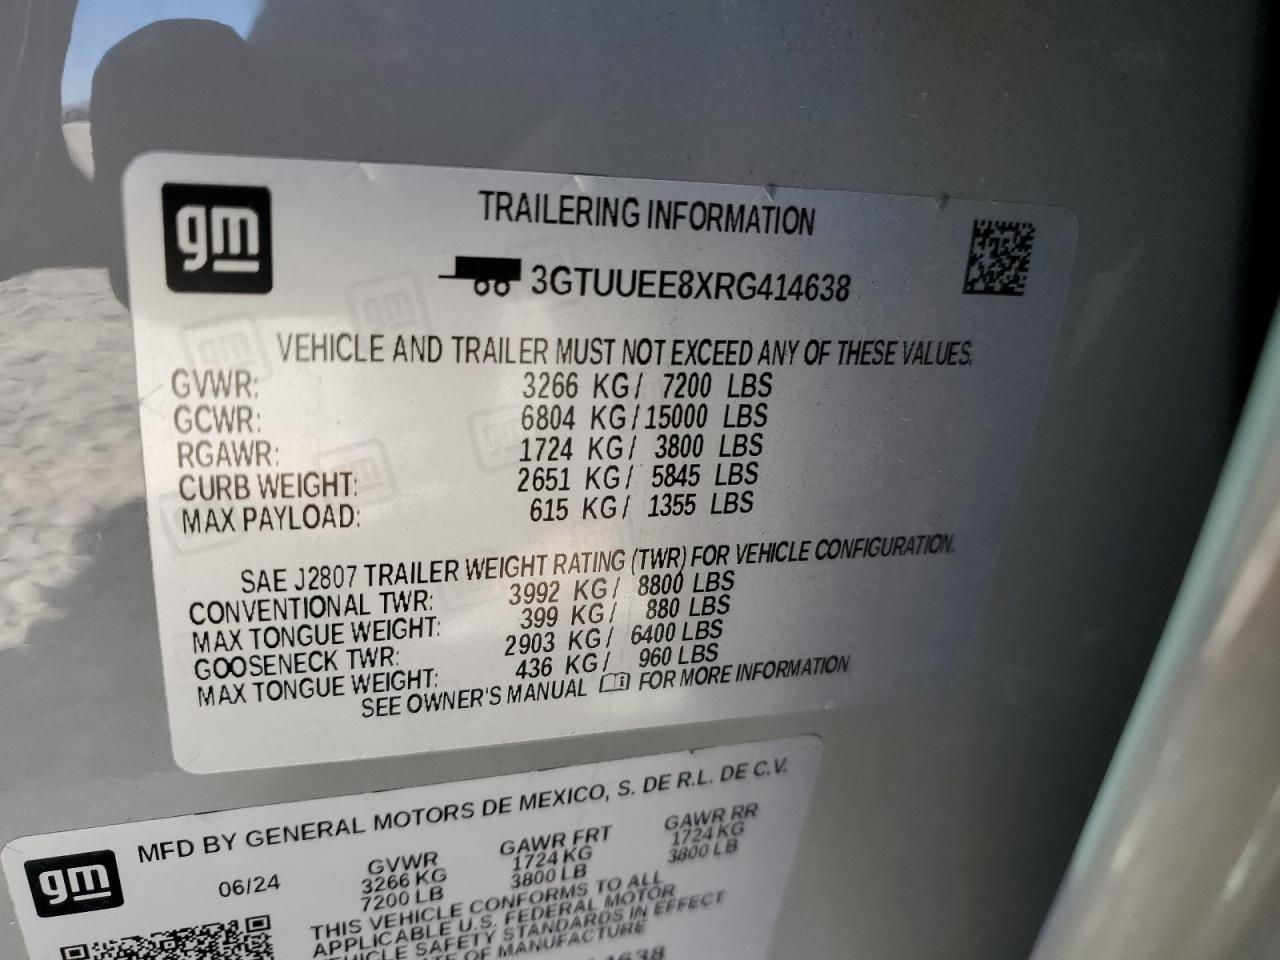 gm
TRAILERING INFORMATION
3GTUUEE8XRG414638
VEHICLE AND TRAILER MUST NOT EXCEED ANY OF THESE VALUES.
GVWR: 3266 KG/ 7200 LBS
GCWR: 6804 KG/15000 LBS
RGAWR: 1724 KG/ 3800 LBS
CURB WEIGHT: 2651 KG/ 5845 LBS
MAX PAYLOAD: 615 KG/ 1355 LBS
SAE J2807 TRAILER WEIGHT RATING (TWR) FOR VEHICLE CONFIGURATION.
CONVENTIONAL TWR: 3992 KG/ 8800 LBS
MAX TONGUE WEIGHT: 399 KG/ 880 LBS
GOOSENECK TWR: 2903 KG/ 6400 LBS
MAX TONGUE WEIGHT: 436 KG/ 960 LBS
SEE OWNER'S MANUAL FOR MORE INFORMATION
gm
MFD BY GENERAL MOTORS DE MEXICO, S. DE R.L. DE C.V.
06/24 GVWR GAWR FRT GAWR RR
3266 KG 1724 KG 1724 KG
7200 LB 3800 LB 3800 LB
THIS VEHICLE CONFORMS TO ALL
APPLICABLE U.S. FEDERAL MOTOR
VEHICLE SAFETY STANDARDS IN EFFECT
OF MANUFACTURE